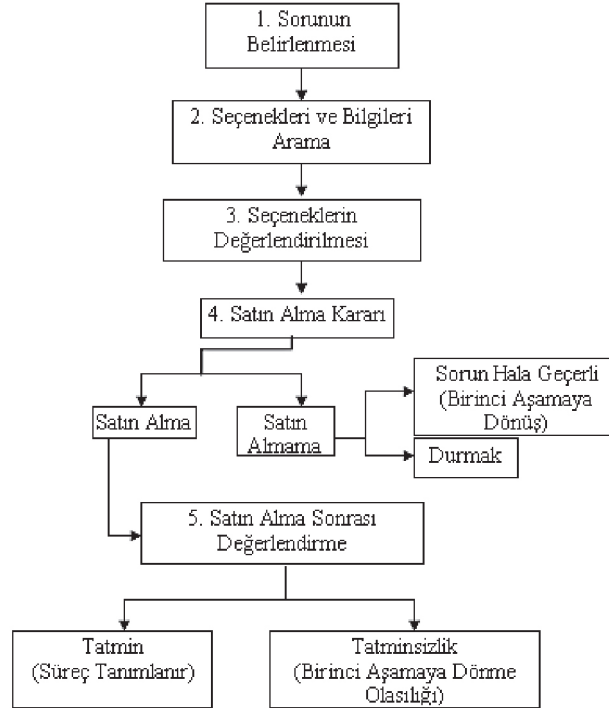 1. Sorunun
Belirlenmesi
2. Seçenekleri ve Bilgileri
Arama
3. Seçeneklerin
Değerlendirilmesi
4. Satın Alma Kararı
Satın Alma
Satın
Almama
Sorun Hala Geçerli
(Birinci Aşamaya
Dönüş)
Durmak
5. Satın Alma Sonrası
Değerlendirme
Tatmin
(Süreç Tanımlanır)
Tatminsizlik
(Birinci Aşamaya Dönme
Olasılığı)